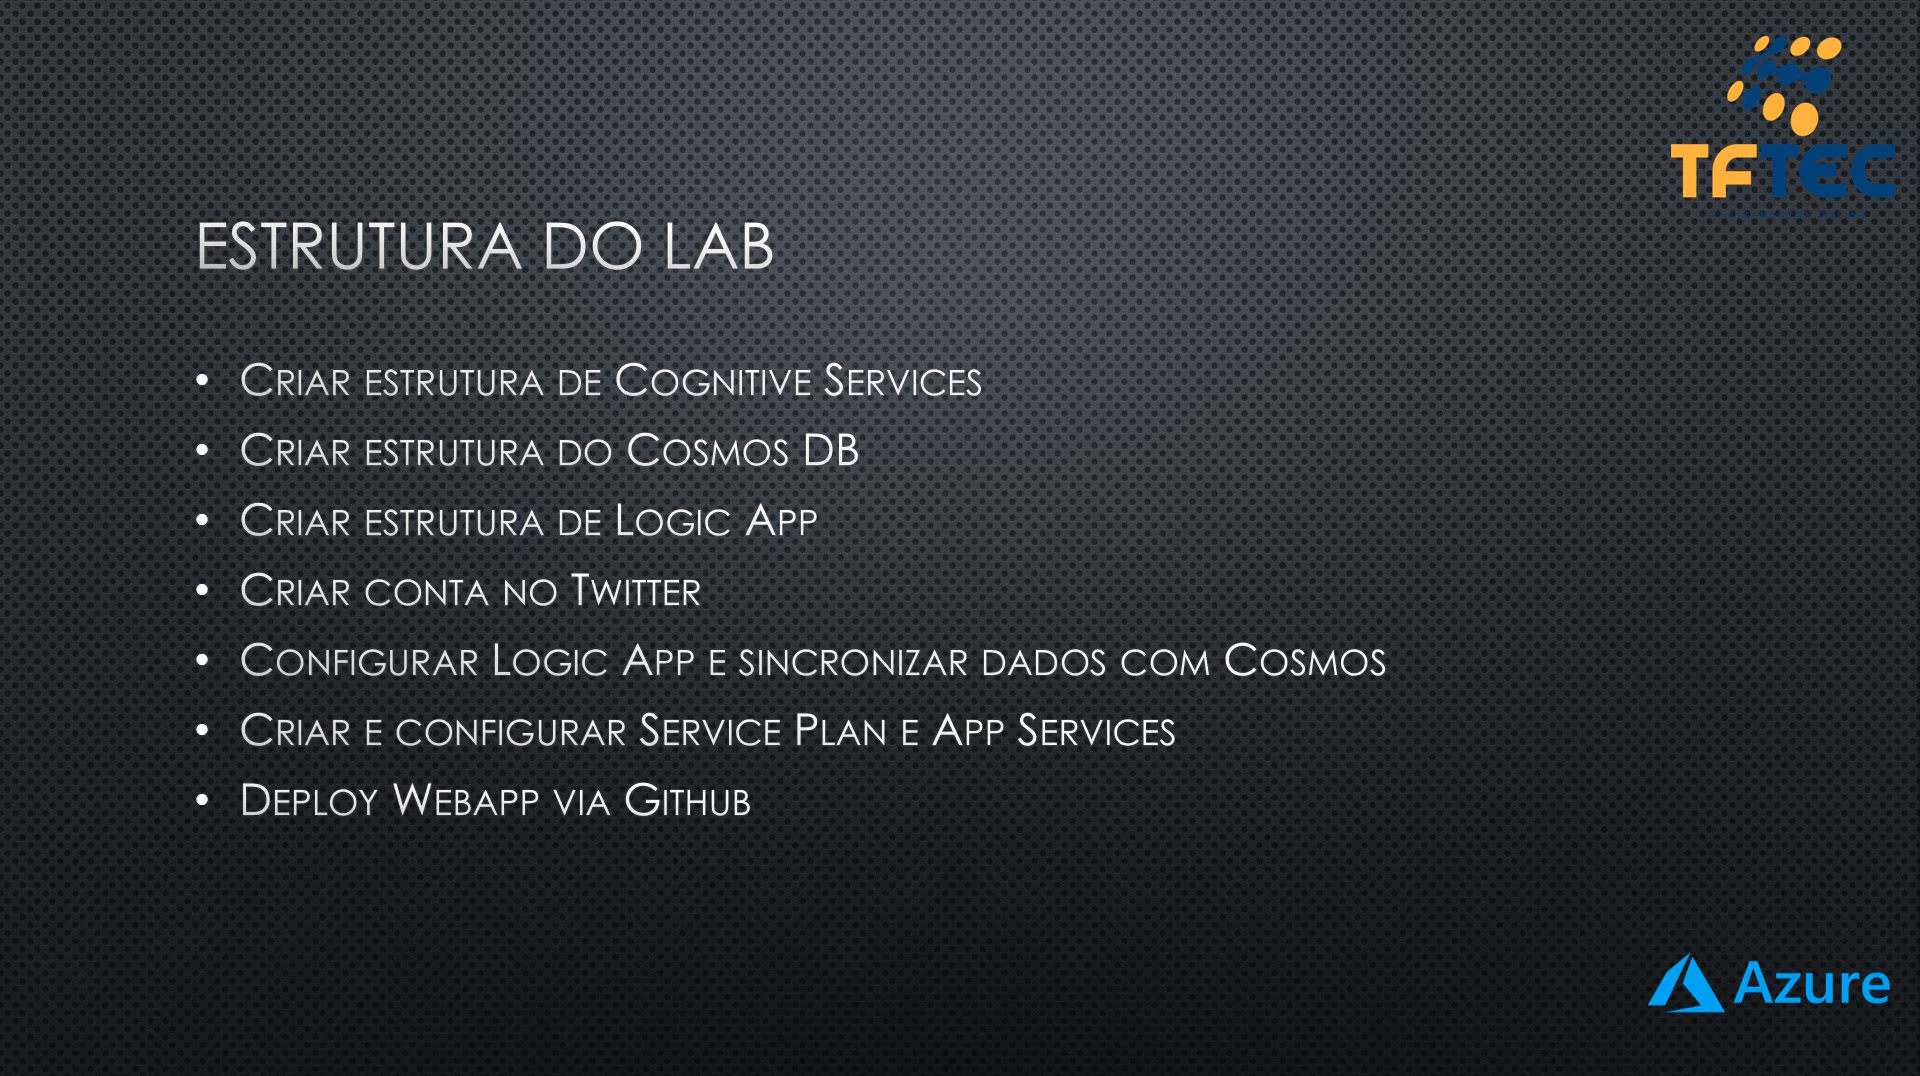 TFTEC
ESTRUTURA DO LAB
• CRIAR ESTRUTURA DE COGNITIVE SERVICES
• CRIAR ESTRUTURA DO COSMOS DB
• CRIAR ESTRUTURA DE LOGIC APP
• CRIAR CONTA NO TWITTER
• CONFIGURAR LOGIC APP E SINCRONIZAR DADOS COM COSMOS
• CRIAR E CONFIGURAR SERVICE PLAN E APP SERVICES
• DEPLOY WEBAPP VIA GITHUB
Azure